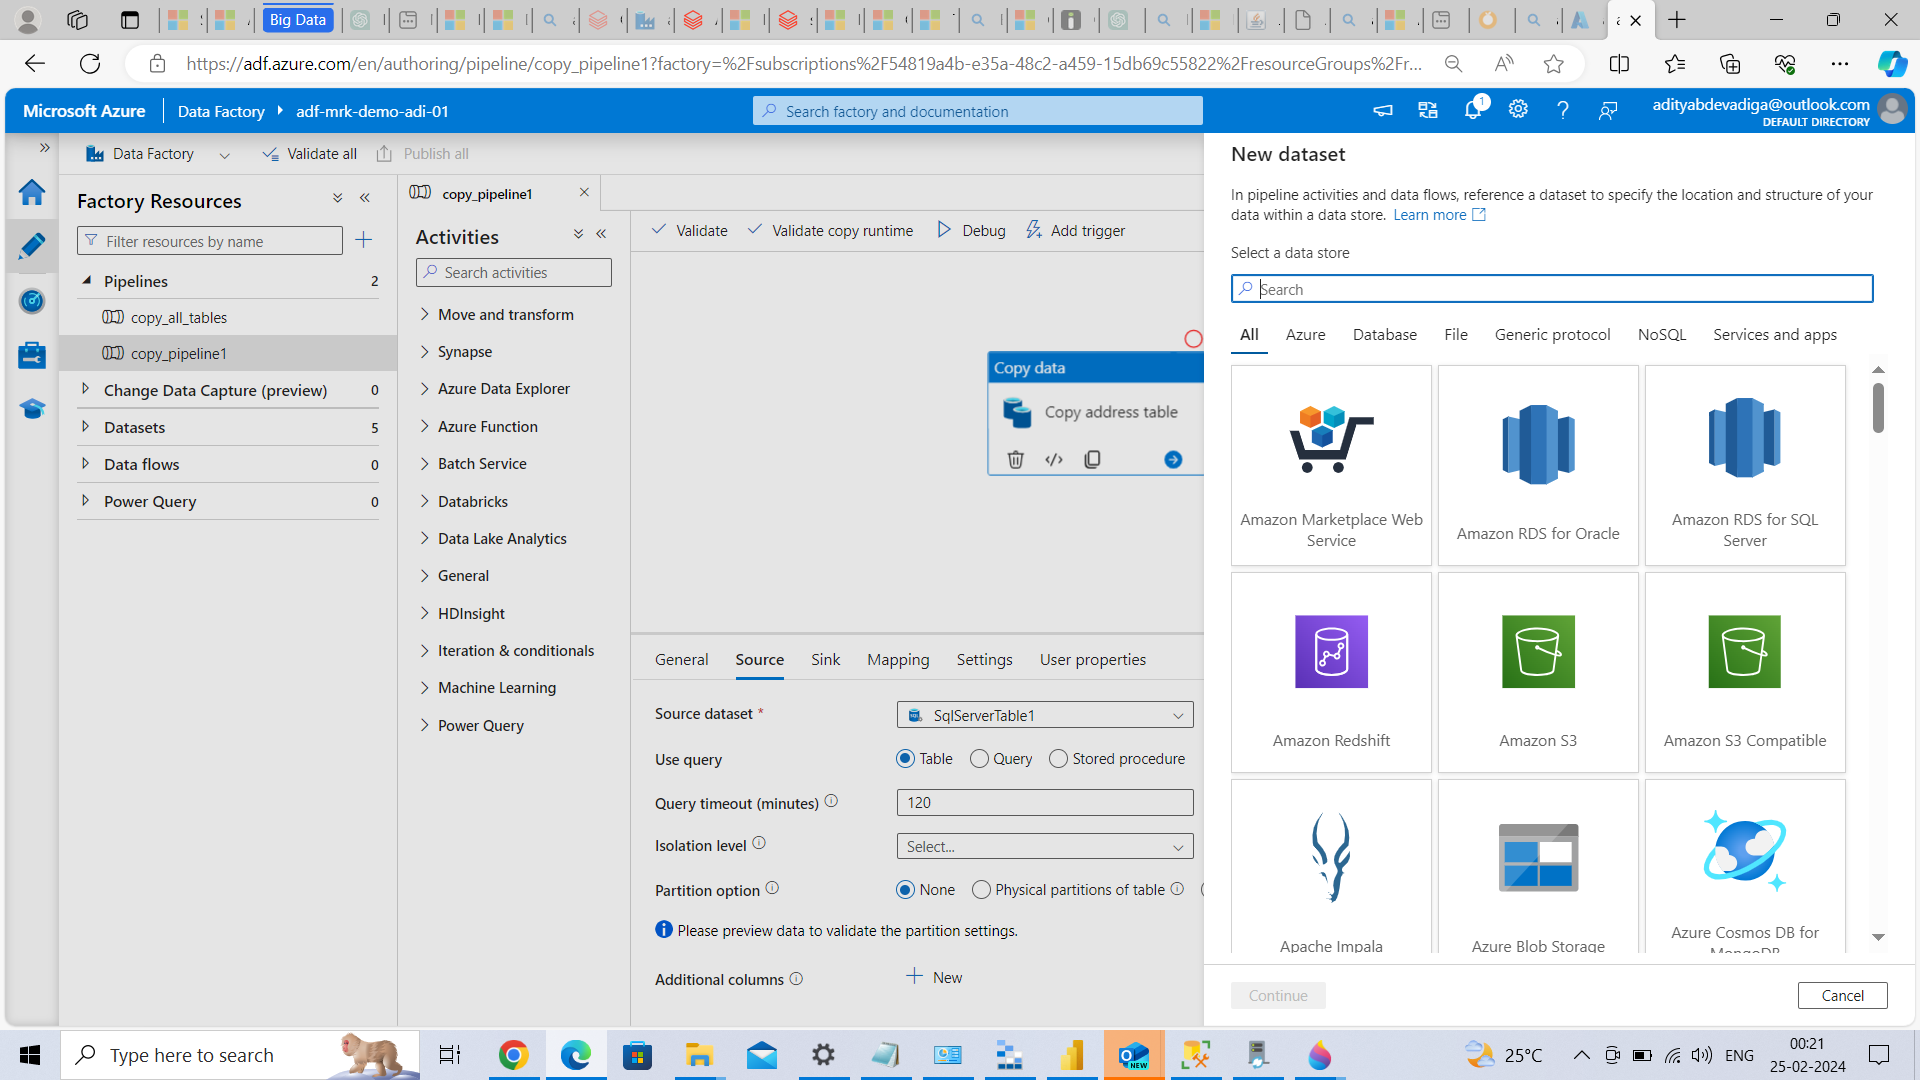 Big Data
https://adf.azure.com/en/authoring/pipeline/copy_pipeline1?factory=%2Fsubscriptions%2F54819a4b-e35a-48c2-a459-15db69c55822%2FresourceGroups%2Fr...
Microsoft Azure
Data Factory
adf-mrk-demo-adi-01
Search factory and documentation
1
adityabdevadiga@outlook.com
DEFAULT DIRECTORY
Data Factory
Validate all
Publish all
Factory Resources
Filter resources by name
Pipelines
2
copy_all_tables
copy_pipeline1
Change Data Capture (preview)
0
Datasets
5
Data flows
0
Power Query
0
copy_pipeline1
Activities
Search activities
Move and transform
Synapse
Azure Data Explorer
Azure Function
Batch Service
Databricks
Data Lake Analytics
General
HDInsight
Iteration & conditionals
Machine Learning
Power Query
Validate
Validate copy runtime
Debug
Add trigger
Copy data
Copy address table
General
Source
Sink
Mapping
Settings
User properties
Source dataset *
SqlServerTable1
Use query
Table
Query
Stored procedure
Query timeout (minutes)
120
Isolation level
Select...
Partition option
None
Physical partitions of table
Please preview data to validate the partition settings.
Additional columns
New
New dataset
In pipeline activities and data flows, reference a dataset to specify the location and structure of your
data within a data store. Learn more
Select a data store
Search
All
Azure
Database
File
Generic protocol
NoSQL
Services and apps
Amazon Marketplace Web
Service
Amazon RDS for Oracle
Amazon RDS for SQL
Server
Amazon Redshift
Amazon S3
Amazon S3 Compatible
Apache Impala
Azure Blob Storage
Azure Cosmos DB for
MongoDB
Continue
Cancel
Type here to search
NEW
25°C
ENG
00:21
25-02-2024